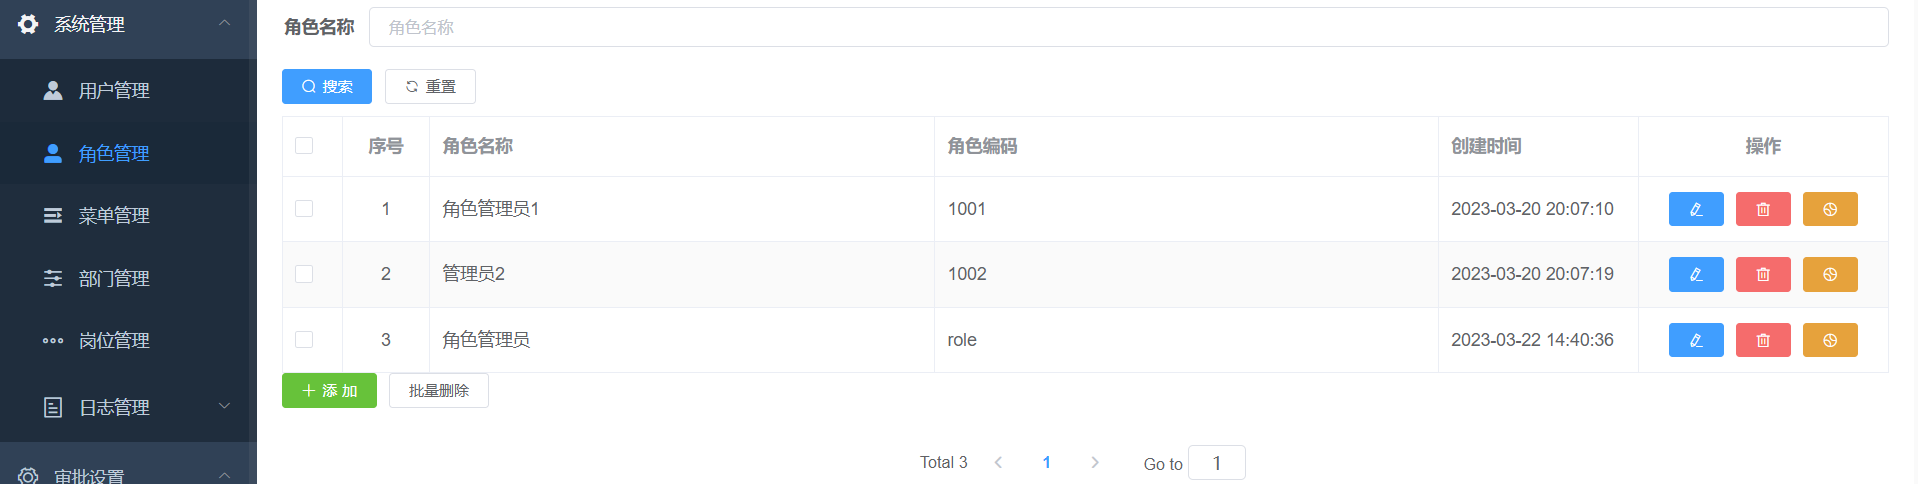 系统管理
用户管理
角色管理
菜单管理
部门管理
岗位管理
日志管理
审批设置
角色名称 角色名称
搜索 重置
序号 角色名称 角色编码 创建时间 操作
1 角色管理员1 1001 2023-03-20 20:07:10
2 管理员2 1002 2023-03-20 20:07:19
3 角色管理员 role 2023-03-22 14:40:36
添 加 批量删除
Total 3 1 Go to 1